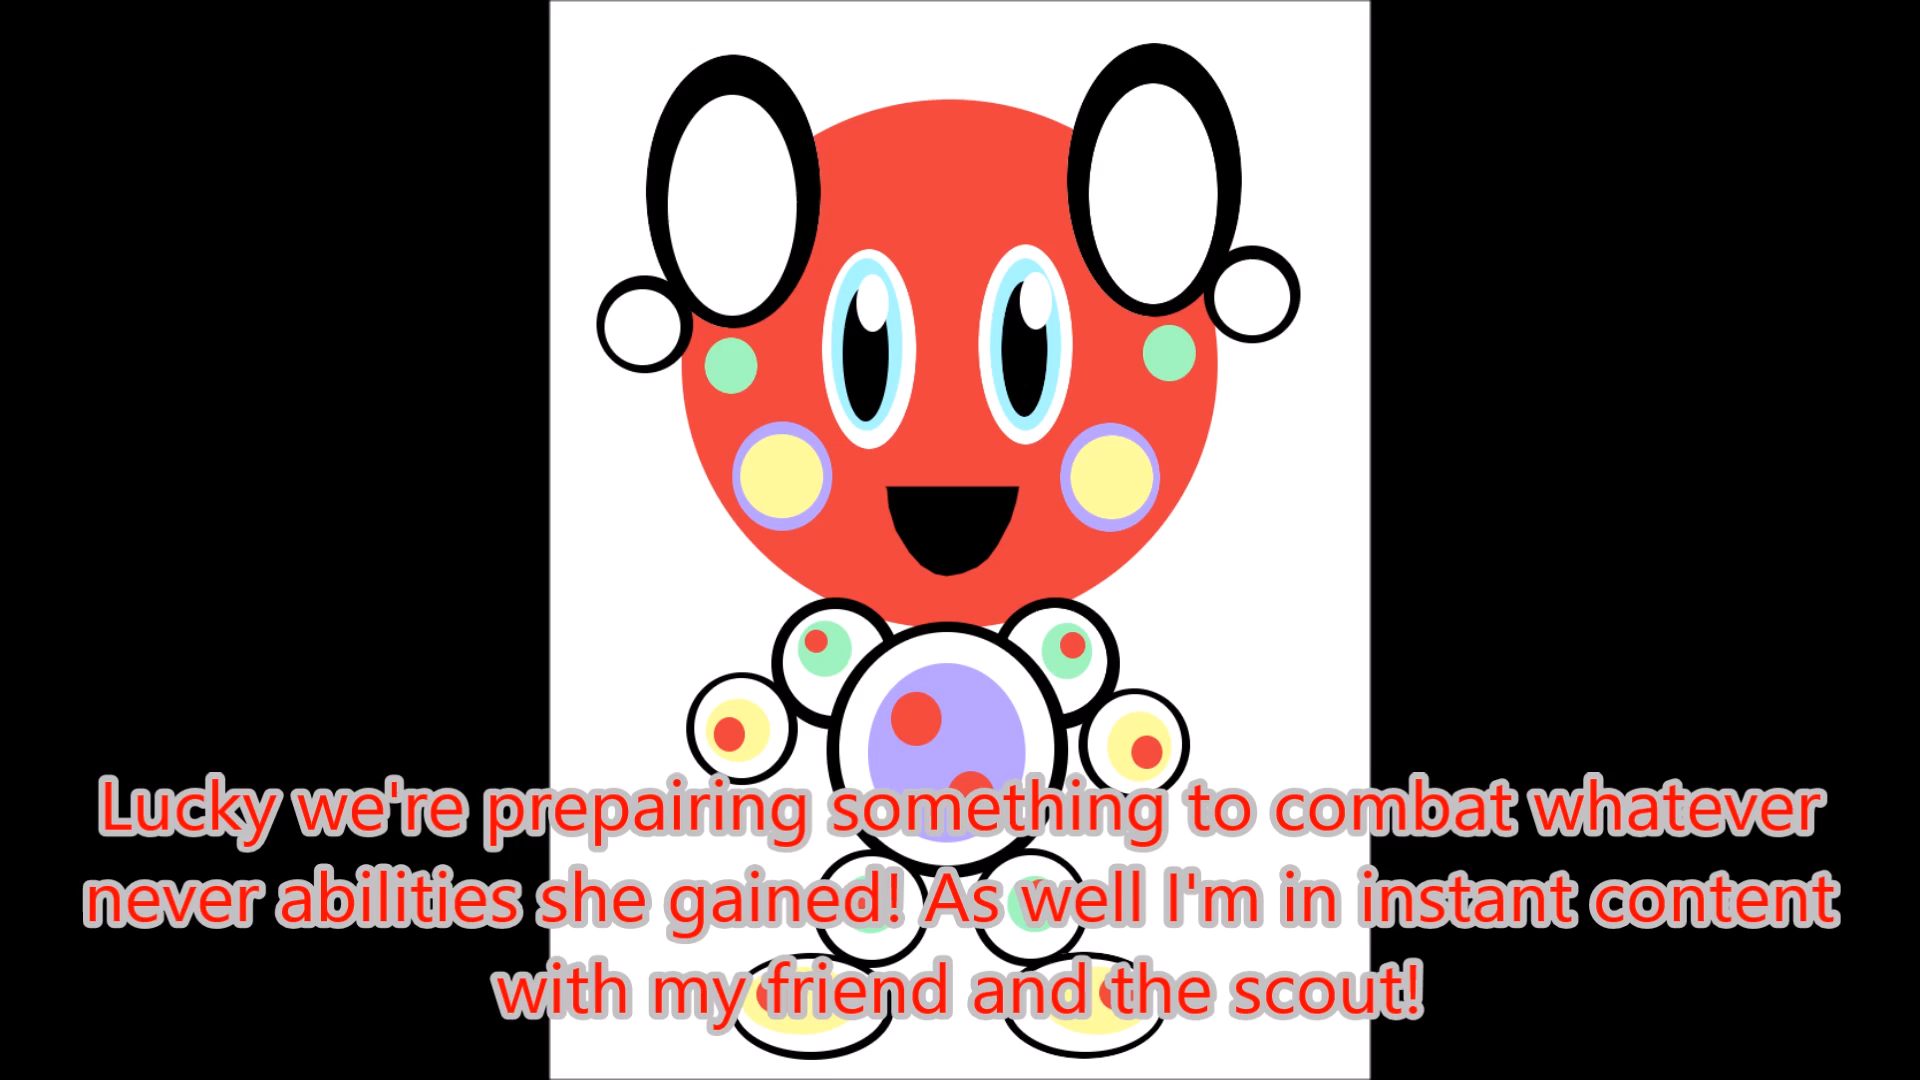 Lucky we're prepairing something to combat whatever
never abilities she gained! As well I'm in instant content
with my friend and the scout!